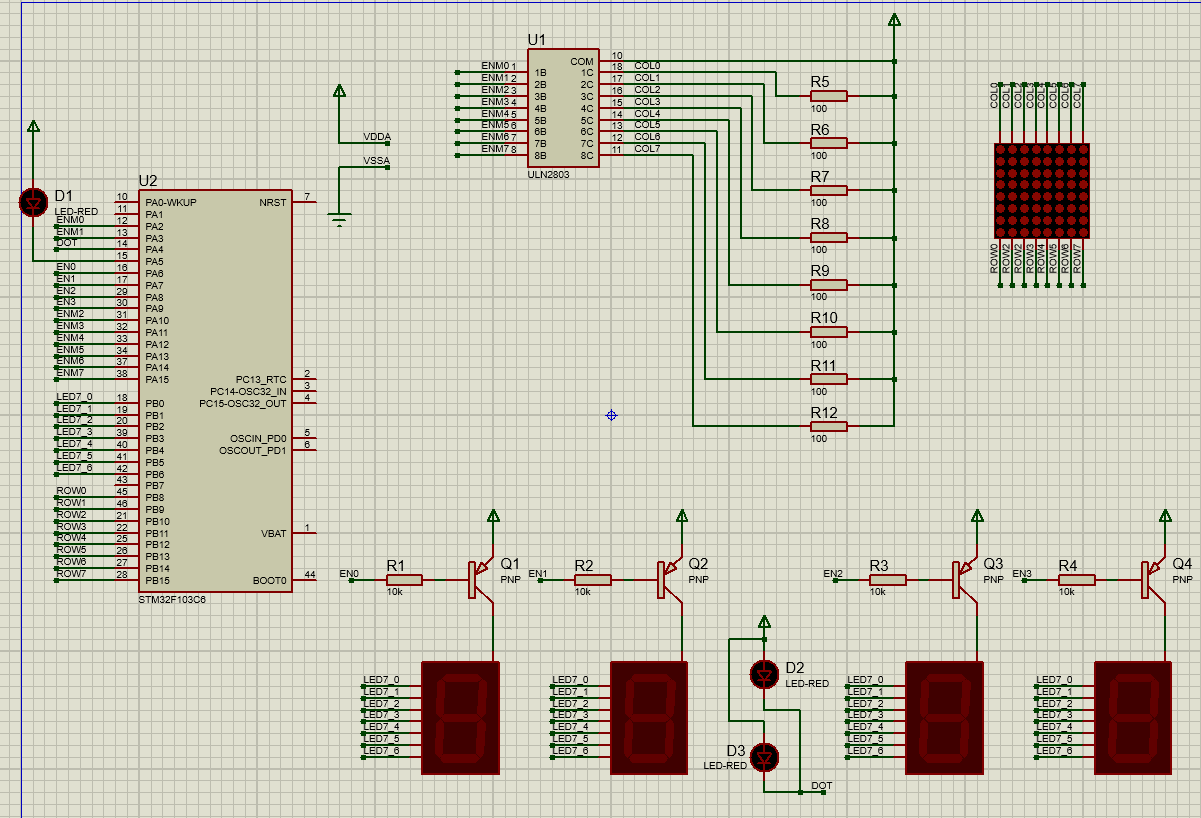 U1
ENM0 1 1B
ENM1 2 2B
ENM2 3 3B
ENM3 4 4B
ENM4 5 5B
ENM5 6 6B
ENM6 7 7B
ENM7 8 8B
COM 10
1C 18 COL0
2C 17 COL1
3C 16 COL2
4C 15 COL3
5C 14 COL4
6C 13 COL5
7C 12 COL6
8C 11 COL7
ULN2803
R5
100
R6
100
R7
100
R8
100
R9
100
R10
100
R11
100
R12
100
COL0
ROW0
ROW2
ROW2
ROW3
ROW4
ROW5
ROW6
ROW7
VDDA
VSSA
D1
LED-RED
U2
10 PA0-WKUP
11 PA1
ENM0 12 PA2
ENM1 13 PA3
DOT 14 PA4
15 PA5
EN0 16 PA6
EN1 17 PA7
EN2 29 PA8
EN3 30 PA9
ENM2 31 PA10
ENM3 32 PA11
ENM4 33 PA12
ENM5 34 PA13
ENM6 37 PA14
ENM7 38 PA15
LED7_0 18 PB0
LED7_1 19 PB1
LED7_2 20 PB2
LED7_3 39 PB3
LED7_4 40 PB4
LED7_5 41 PB5
LED7_6 42 PB6
43 PB7
ROW0 45 PB8
ROW1 46 PB9
ROW2 21 PB10
ROW3 22 PB11
ROW4 25 PB12
ROW5 26 PB13
ROW6 27 PB14
ROW7 28 PB15
NRST 7
PC13_RTC 2
PC14-OSC32_IN 3
PC15-OSC32_OUT 4
OSCIN_PD0 5
OSCOUT_PD1 6
VBAT 1
BOOT0 44
STM32F103C6
EN0
R1
10k
Q1
PNP
EN1
R2
10k
Q2
PNP
EN2
R3
10k
Q3
PNP
EN3
R4
10k
Q4
PNP
LED7_0
LED7_1
LED7_2
LED7_3
LED7_4
LED7_5
LED7_6
LED7_0
LED7_1
LED7_2
LED7_3
LED7_4
LED7_5
LED7_6
D2
LED-RED
D3
LED-RED
DOT
LED7_0
LED7_1
LED7_2
LED7_3
LED7_4
LED7_5
LED7_6
LED7_0
LED7_1
LED7_2
LED7_3
LED7_4
LED7_5
LED7_6